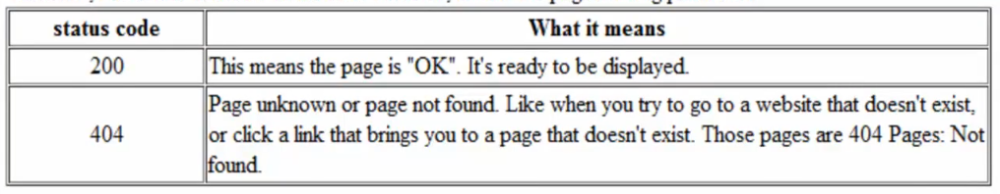 status code What it means
200 This means the page is "OK". It's ready to be displayed.
Page unknown or page not found. Like when you try to go to a website that doesn't exist,
404 or click a link that brings you to a page that doesn't exist. Those pages are 404 Pages: Not
found.